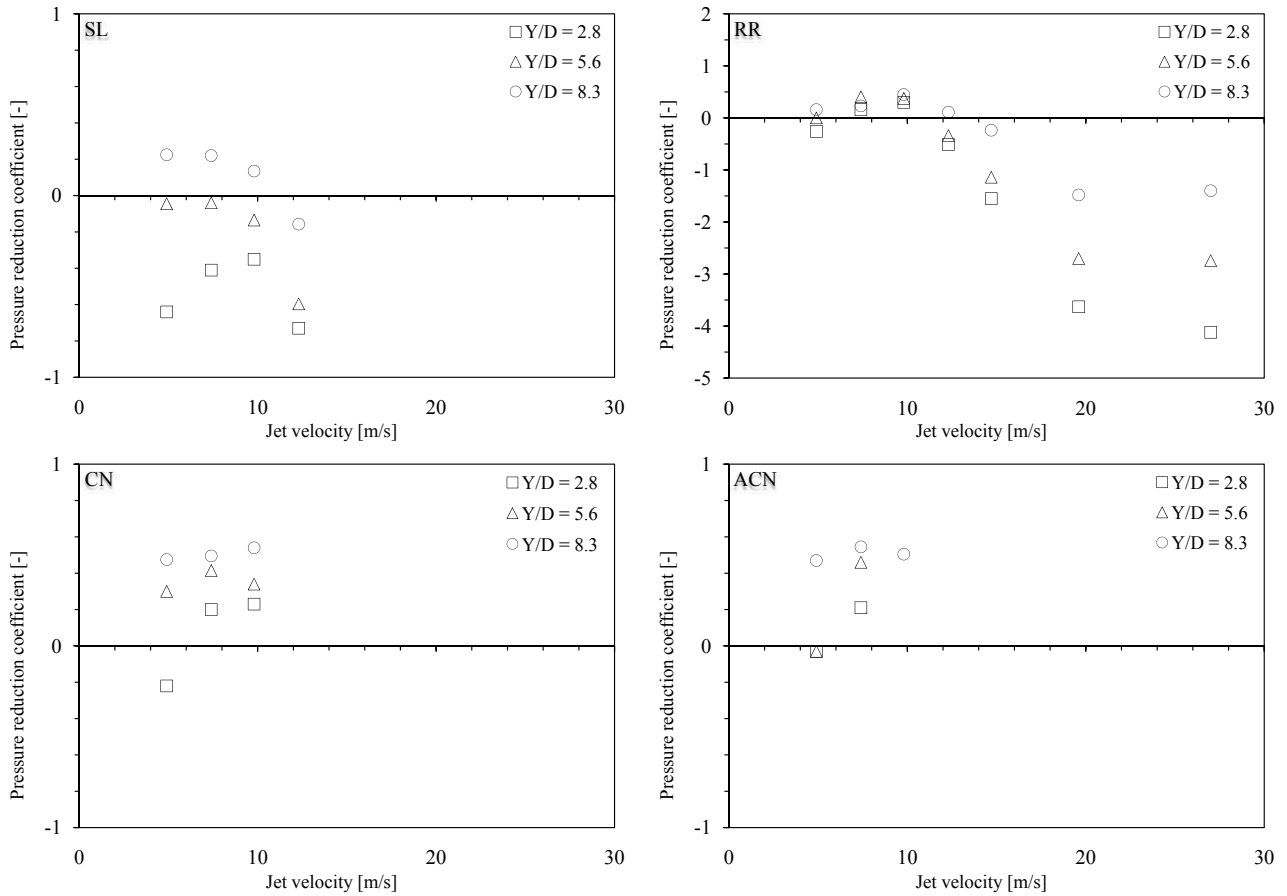 SL
Y/D = 2.8
Y/D = 5.6
Y/D = 8.3
1
0
-1
0
10
20
30
Pressure reduction coefficient [-]
Jet velocity [m/s]
RR
Y/D = 2.8
Y/D = 5.6
Y/D = 8.3
2
1
0
-1
-2
-3
-4
-5
0
10
20
30
Pressure reduction coefficient [-]
Jet velocity [m/s]
CN
Y/D = 2.8
Y/D = 5.6
Y/D = 8.3
1
0
-1
0
10
20
30
Pressure reduction coefficient [-]
Jet velocity [m/s]
ACN
Y/D = 2.8
Y/D = 5.6
Y/D = 8.3
1
0
-1
0
10
20
30
Pressure reduction coefficient [-]
Jet velocity [m/s]